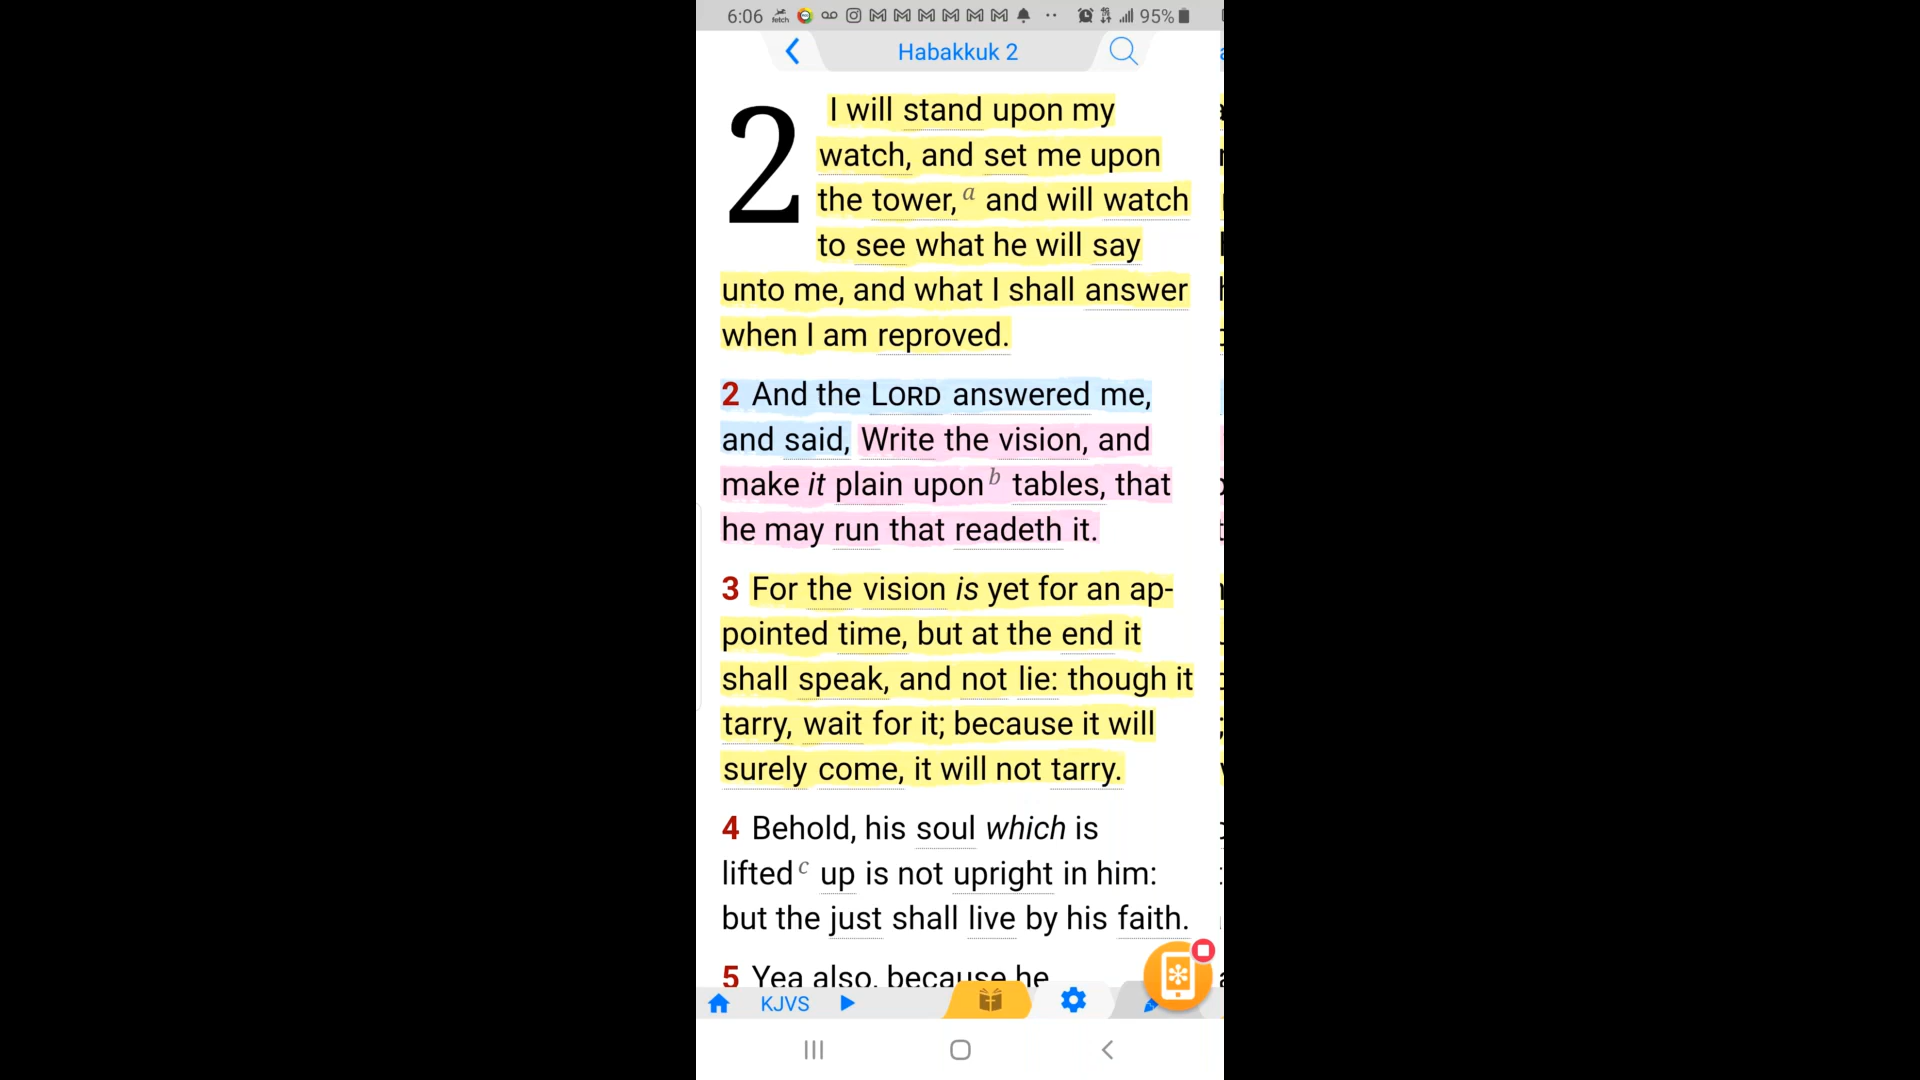 6:06 fetch 95%
Habakkuk 2
2 I will stand upon my
watch, and set me upon
the tower, a and will watch
to see what he will say
unto me, and what I shall answer
when I am reproved.
2 And the LORD answered me,
and said, Write the vision, and
make it plain upon b tables, that
he may run that readeth it.
3 For the vision is yet for an ap-
pointed time, but at the end it
shall speak, and not lie: though it
tarry, wait for it; because it will
surely come, it will not tarry.
4 Behold, his soul which is
lifted c up is not upright in him:
but the just shall live by his faith.
5 Yea also, because he
KJVS